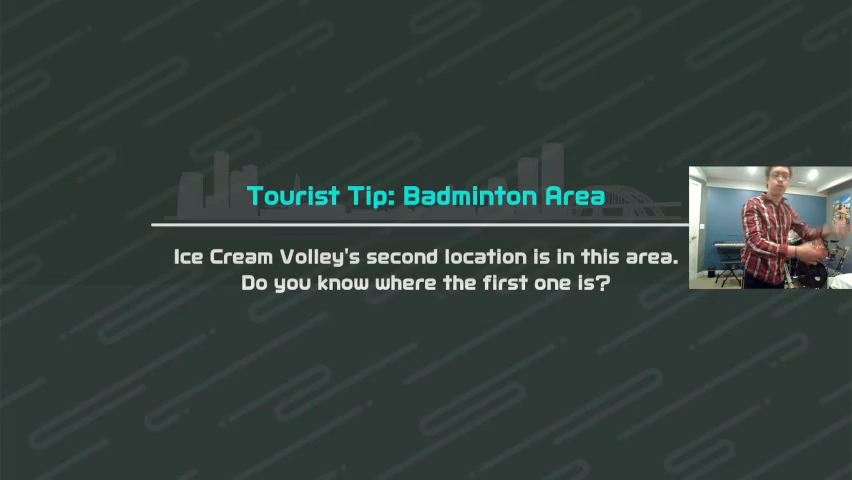 Tourist Tip: Badminton Area
Ice Cream Volley's second location is in this area.
Do you know where the first one is?